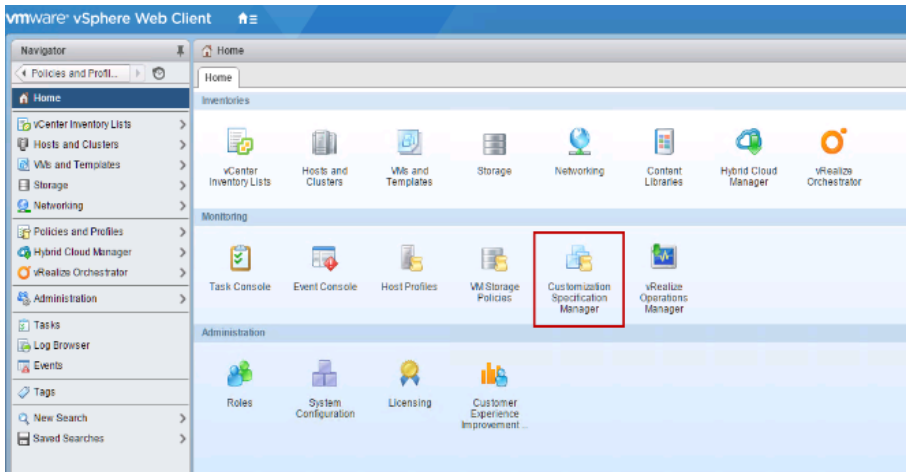 vmware® vSphere Web Client
Navigator
Home
Policies and Profil...
Home
Home
vCenter Inventory Lists
Hosts and Clusters
VMs and Templates
Storage
Networking
Policies and Profiles
Hybrid Cloud Manager
vRealize Orchestrator
Administration
Tasks
Log Browser
Events
Tags
New Search
Saved Searches
Inventories
vCenter
Inventory Lists
Hosts and
Clusters
VMs and
Templates
Storage
Networking
Content
Libraries
Hybrid Cloud
Manager
vRealize
Orchestrator
Monitoring
Task Console
Event Console
Host Profiles
VM Storage
Policies
Customization
Specification
Manager
vRealize
Operations
Manager
Administration
Roles
System
Configuration
Licensing
Customer
Experience
Improvement ...